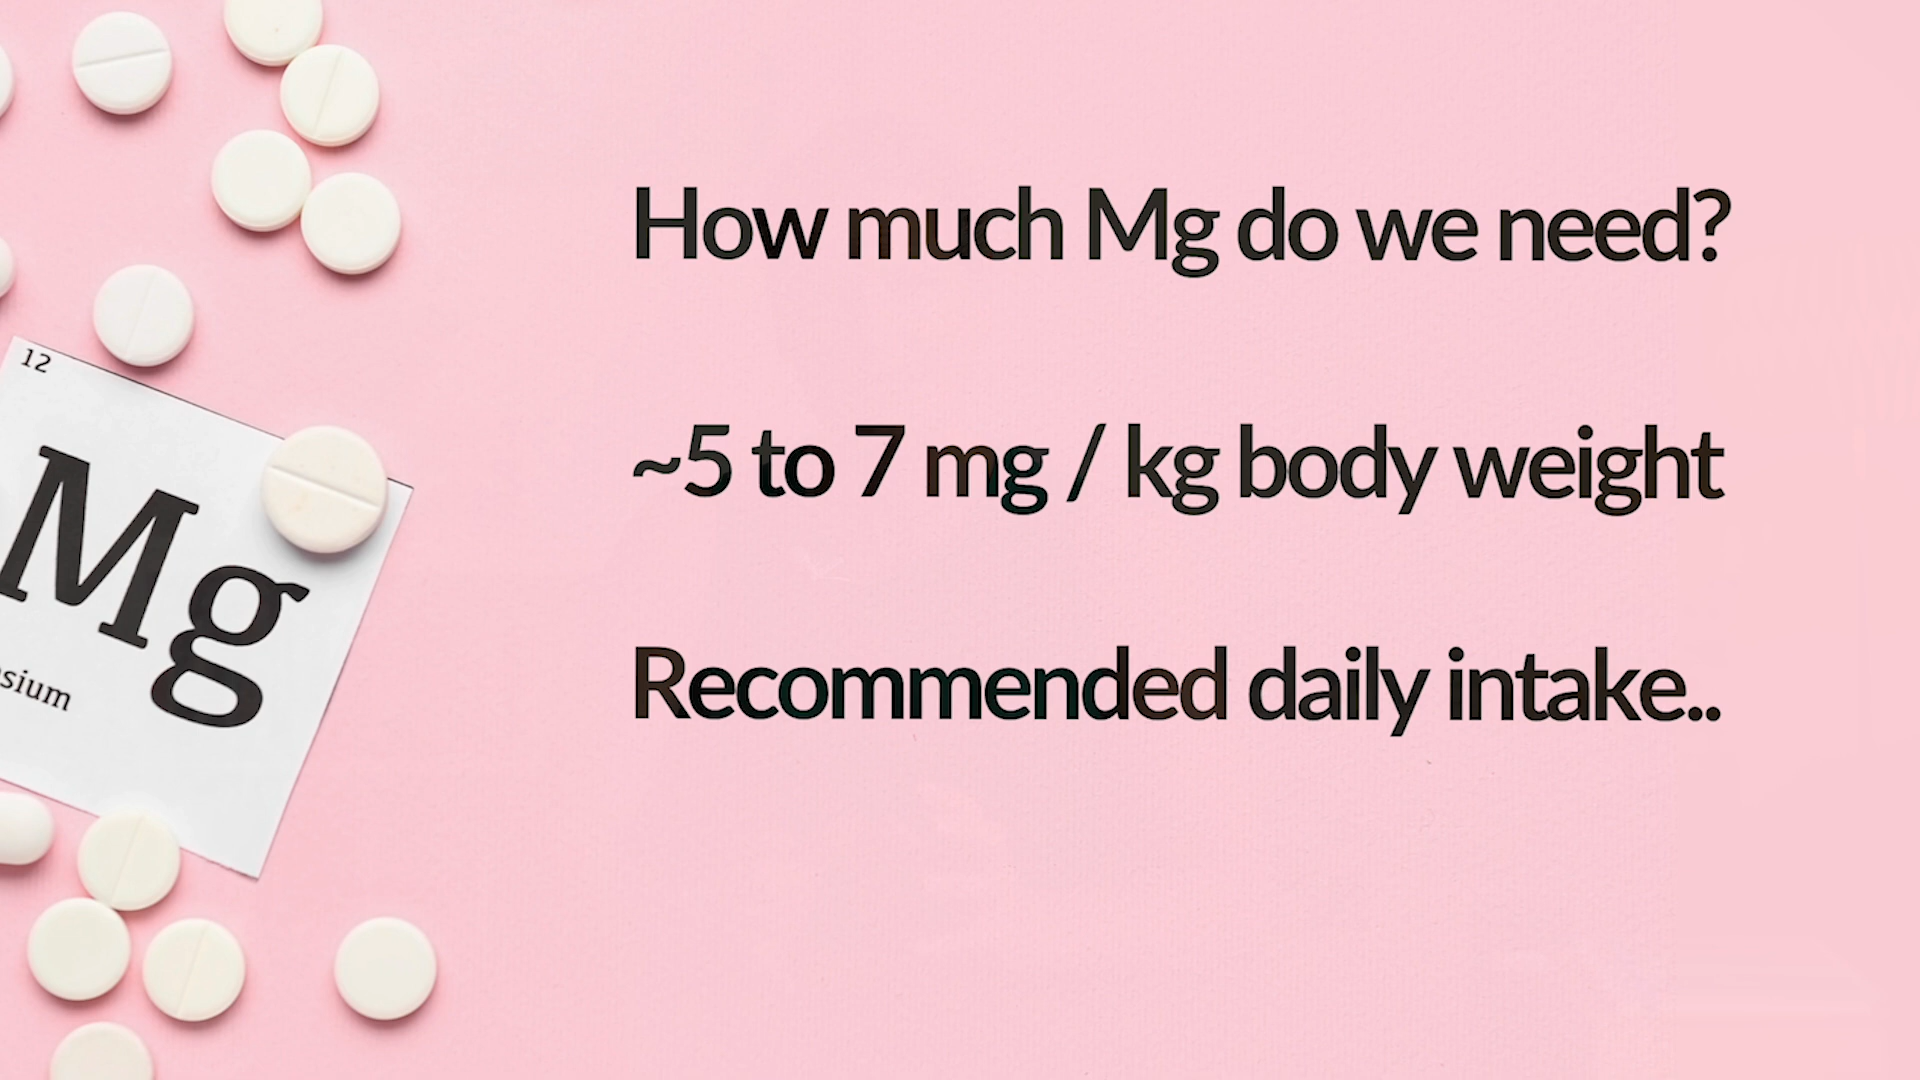 How much Mg do we need?
~5 to 7 mg / kg body weight
Recommended daily intake..
12
Mg
sium